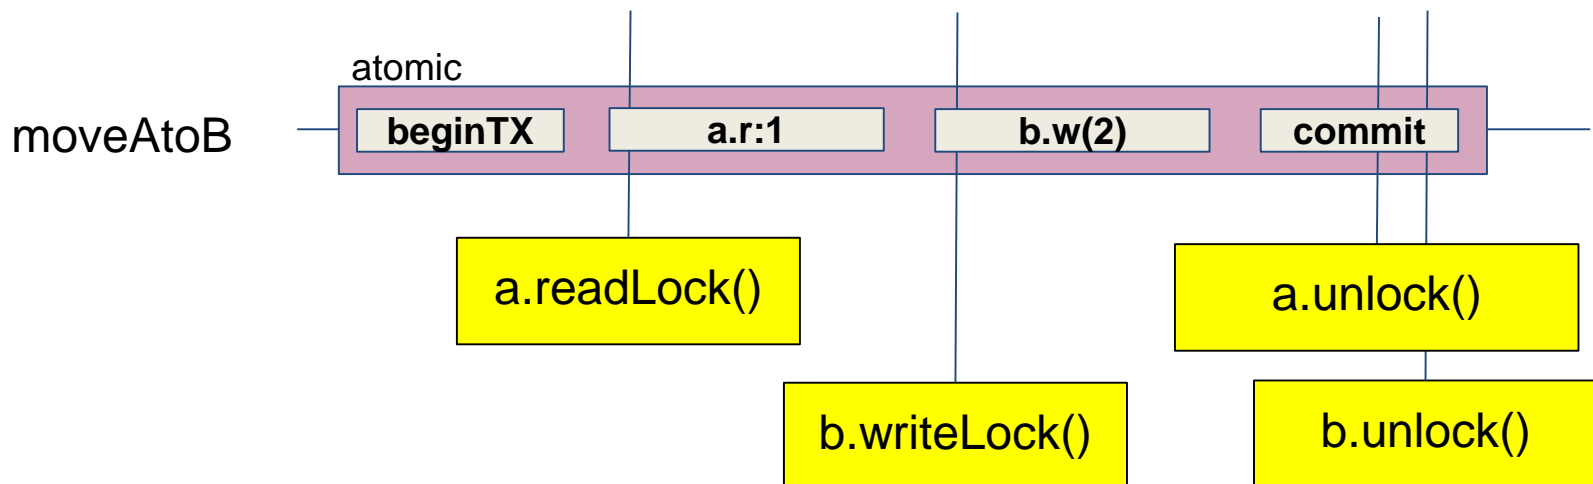 atomic
moveAtoB
beginTX
a.r:1
b.w(2)
commit
a.readLock()
a.unlock()
b.writeLock()
b.unlock()